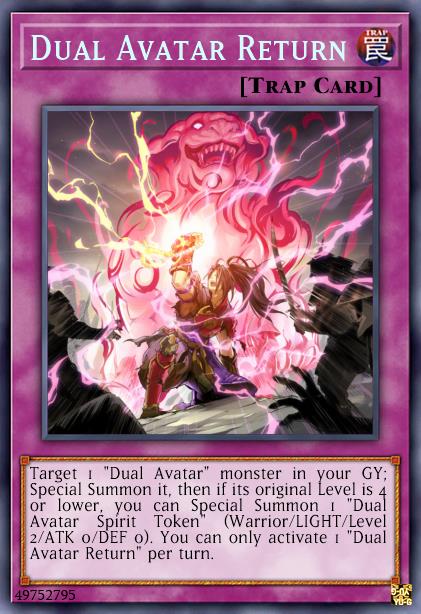 Dual Avatar Return
TRAP
罠
[Trap Card]
Target 1 "Dual Avatar" monster in your GY;
Special Summon it, then if its original Level is 4
or lower, you can Special Summon 1 "Dual
Avatar Spirit Token" (Warrior/LIGHT/Level
2/ATK 0/DEF 0). You can only activate 1 "Dual
Avatar Return" per turn.
49752795